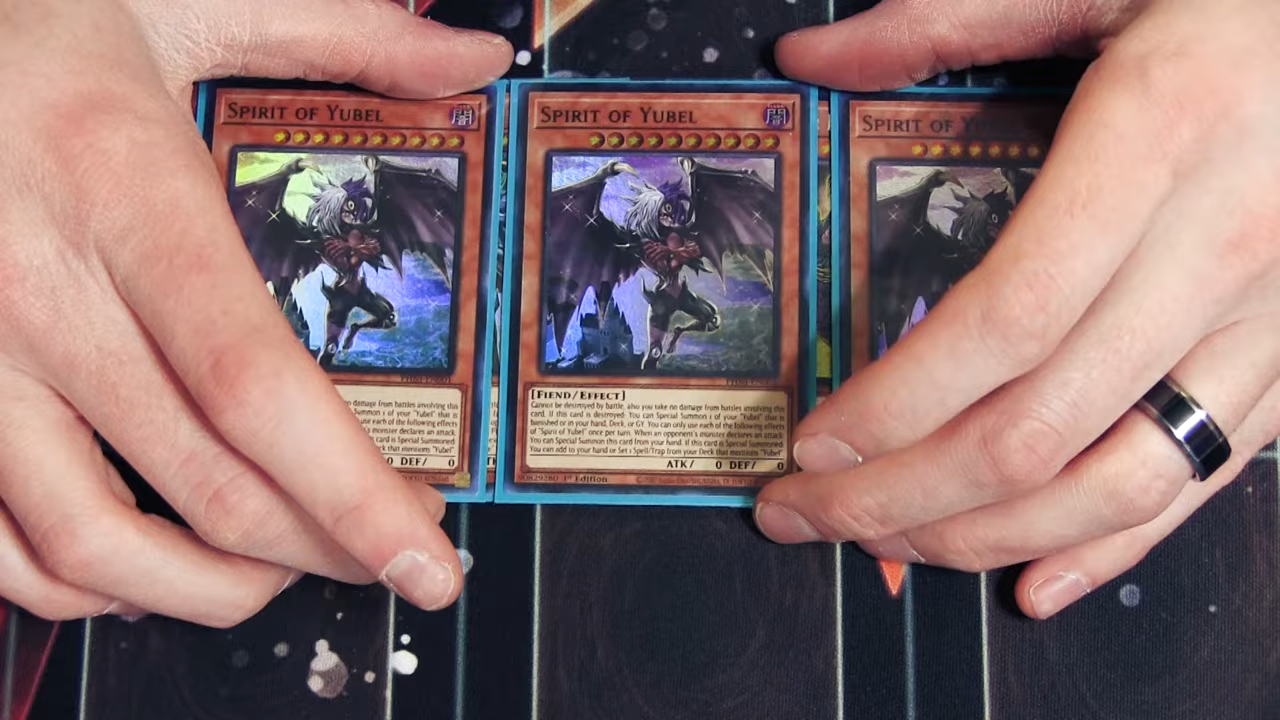 SPIRIT OF YUBEL
SPIRIT OF YUBEL
SPIRIT OF
闇
闇
[FIEND/EFFECT]
Cannot be destroyed by battle, also you take no damage from battles involving this
card. If this card is destroyed: You can Special Summon 1 of your "Yubel" that is
banished or in your hand, Deck, or GY. You can only use each of the following effects
of "Spirit of Yubel" once per turn. When an opponent's monster declares an attack:
You can Special Summon this card from your hand. If this card is Special Summoned:
You can add to your hand or Set 1 Spell/Trap from your Deck that mentions "Yubel"
ATK/ 0 DEF/ 0
90829280 1st Edition
no damage from battles involving this
Summon 1 of your "Yubel" that is
use each of the following effects
monster declares an attack:
card is Special Summoned:
Deck that mentions "Yubel"
0 DEF/ 0